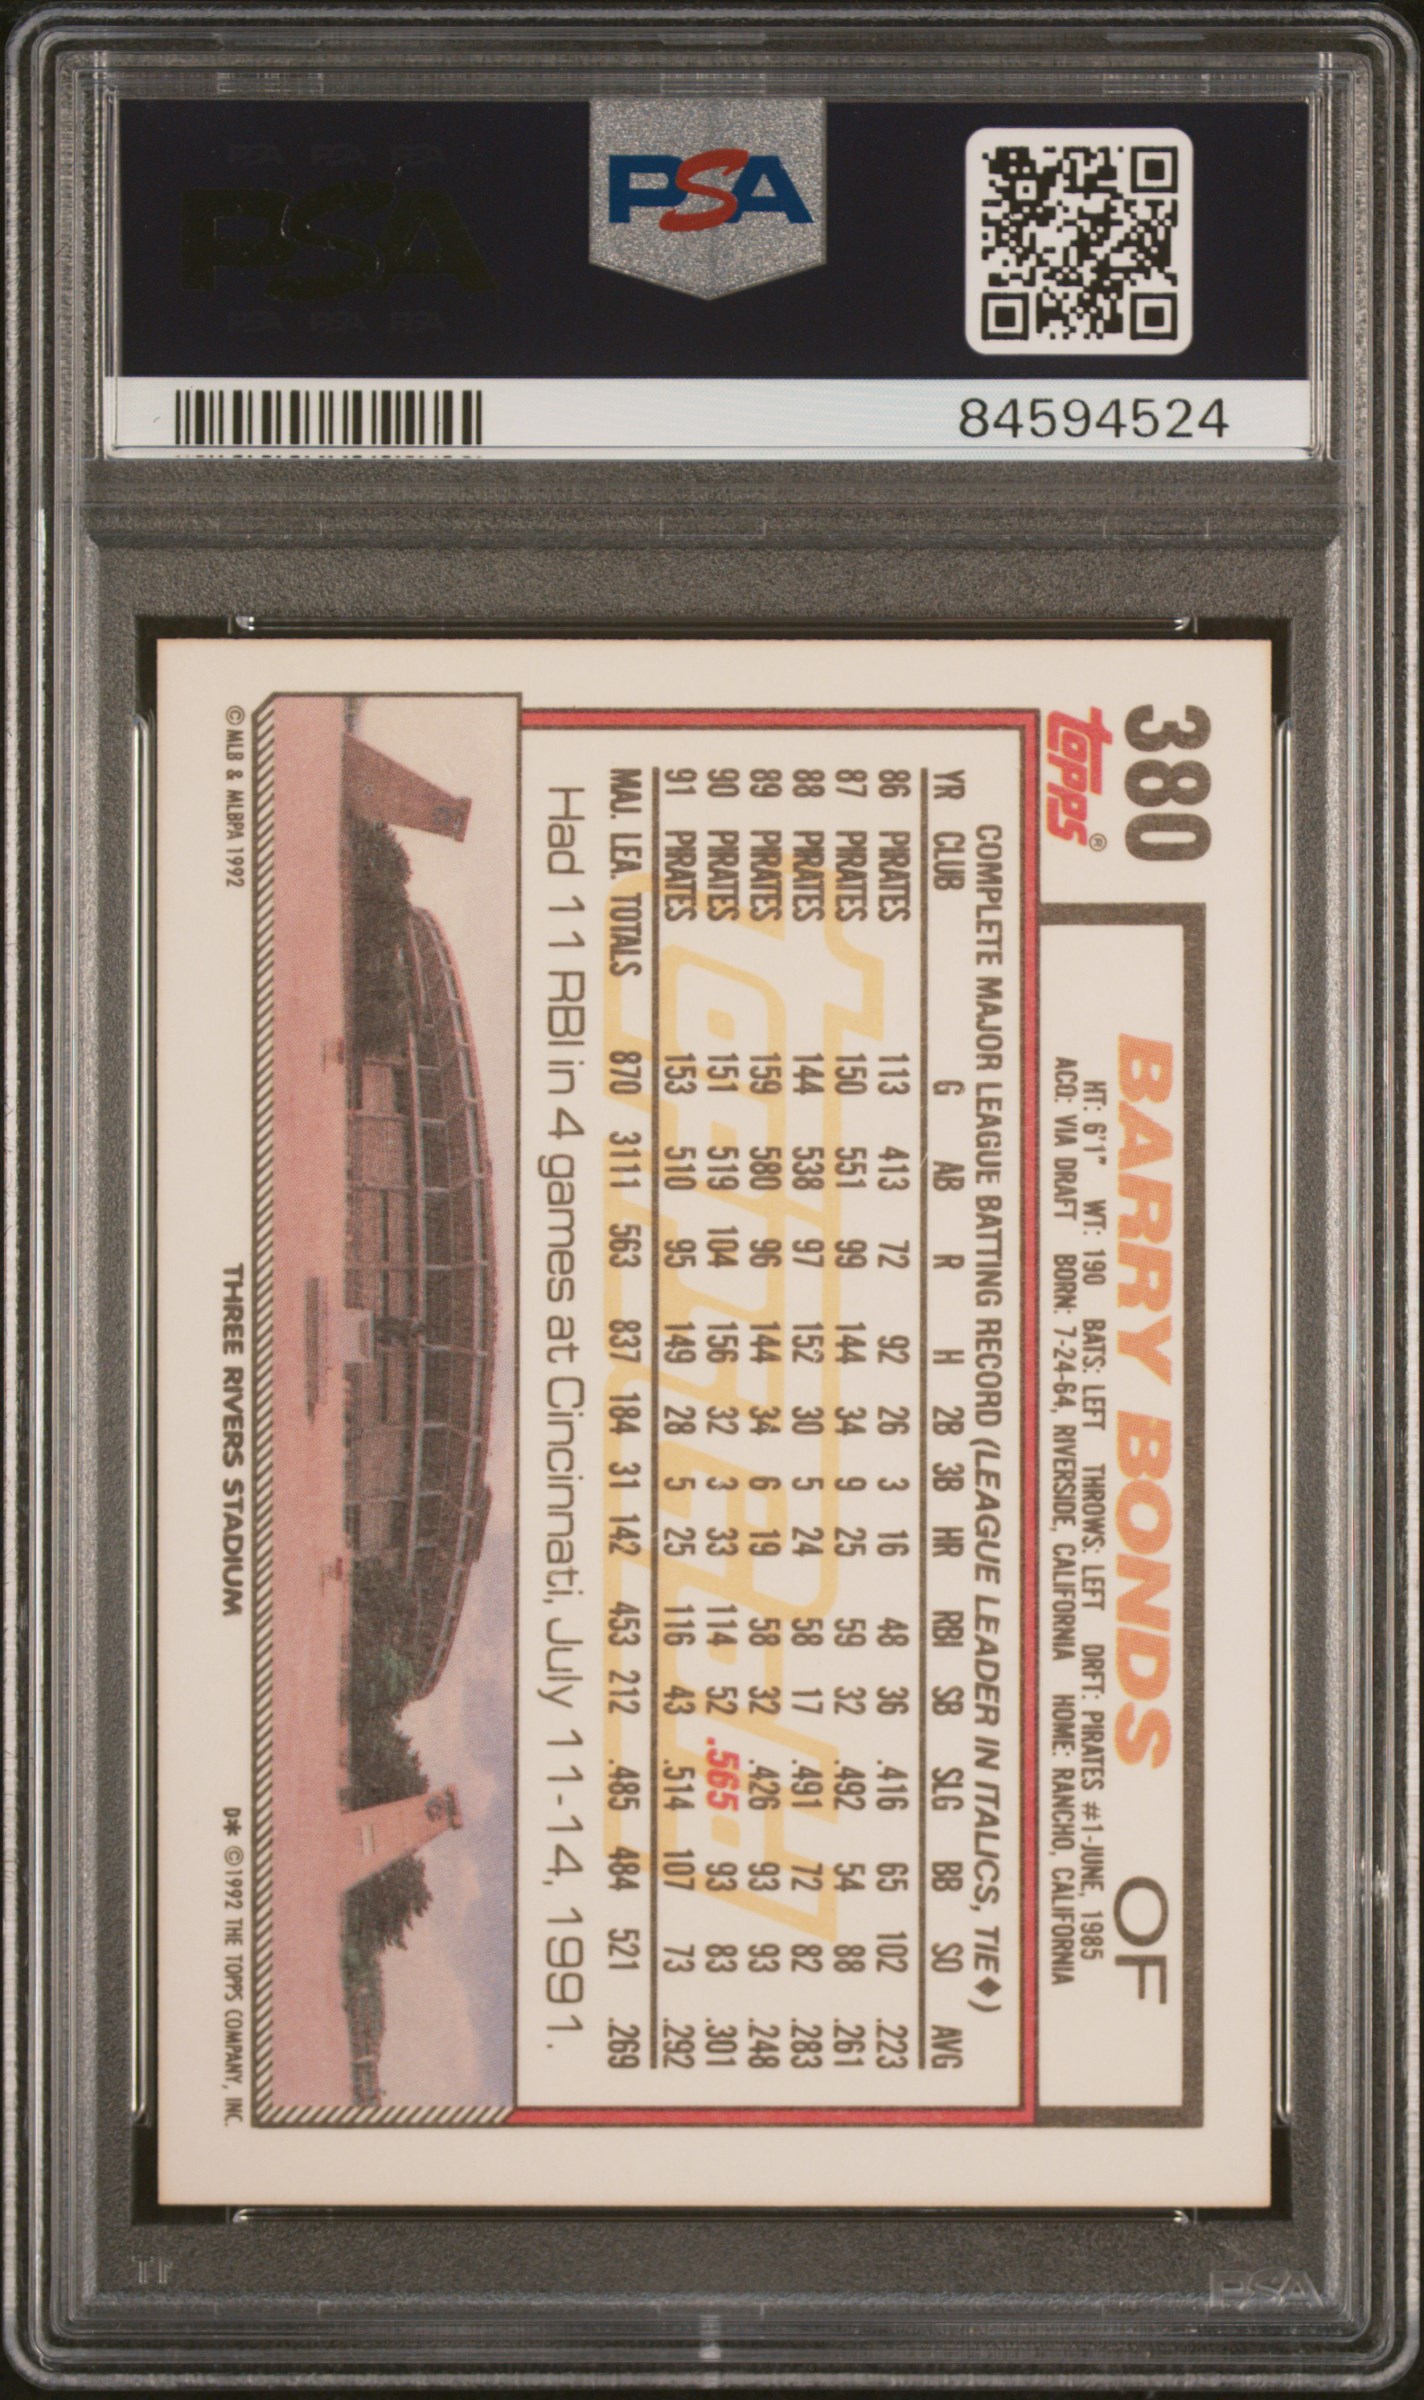 PSA PSA PSA
PSA
PSA PSA PSA
PSA
84594524
380
BARRY BONDS OF
topps®
HT: 6'1" WT: 190 BATS: LEFT THROWS: LEFT DRFT: PIRATES #1-JUNE, 1985
ACQ: VIA DRAFT BORN: 7-24-64, RIVERSIDE, CALIFORNIA HOME: RANCHO, CALIFORNIA
COMPLETE MAJOR LEAGUE BATTING RECORD (LEAGUE LEADER IN ITALICS, TIE ◆)
YR CLUB G AB R H 2B 3B HR RBI SB SLG BB SO AVG
86 PIRATES 113 413 72 92 26 3 16 48 36 .416 65 102 .223
87 PIRATES 150 551 99 144 34 9 25 59 32 .492 54 88 .261
88 PIRATES 144 538 97 152 30 5 24 58 17 .491 72 82 .283
89 PIRATES 159 580 96 144 34 6 19 58 32 .426 93 93 .248
90 PIRATES 151 519 104 156 32 3 33 114 52 .565 93 83 .301
91 PIRATES 153 510 95 149 28 5 25 116 43 .514 107 73 .292
MAJ. LEA. TOTALS 870 3111 563 837 184 31 142 453 212 .485 484 521 .269
Had 11 RBI in 4 games at Cincinnati, July 11-14, 1991.
© MLB & MLBPA 1992
THREE RIVERS STADIUM
D✱ © 1992 THE TOPPS COMPANY, INC.
PSA